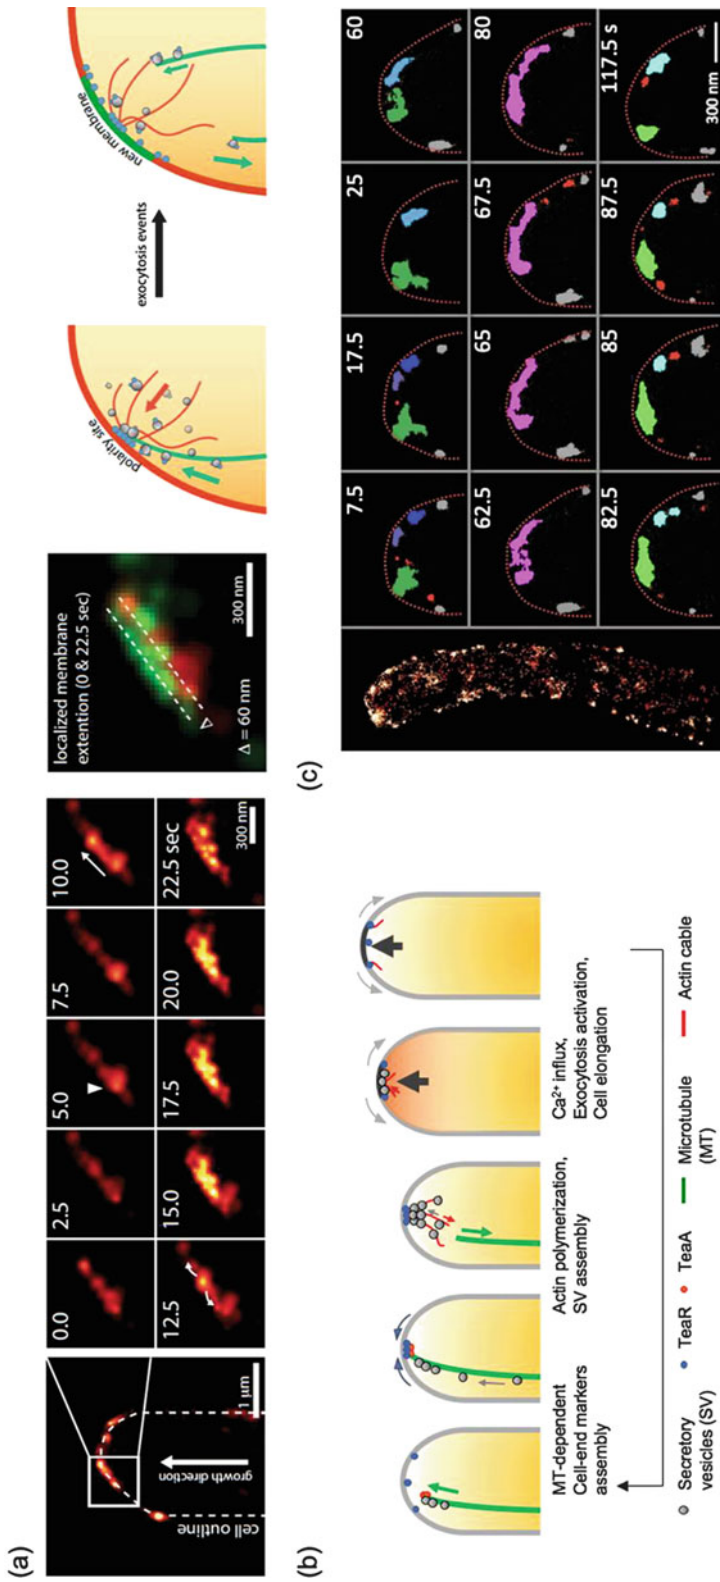 (a)
cell outline
growth direction
1 µm
0.0
2.5
5.0
7.5
10.0
12.5
15.0
17.5
20.0
22.5 sec
300 nm
localized membrane
extention (0 & 22.5 sec)
Δ = 60 nm
300 nm
polarity site
exocytosis events
new membrane
(b)
MT-dependent
Cell-end markers
assembly
Actin polymerization,
SV assembly
Ca²⁺ influx,
Exocytosis activation,
Cell elongation
Secretory
vesicles (SV)
TeaR
TeaA
Microtubule
(MT)
Actin cable
(c)
7.5
17.5
25
60
62.5
65
67.5
80
82.5
85
87.5
117.5 s
300 nm